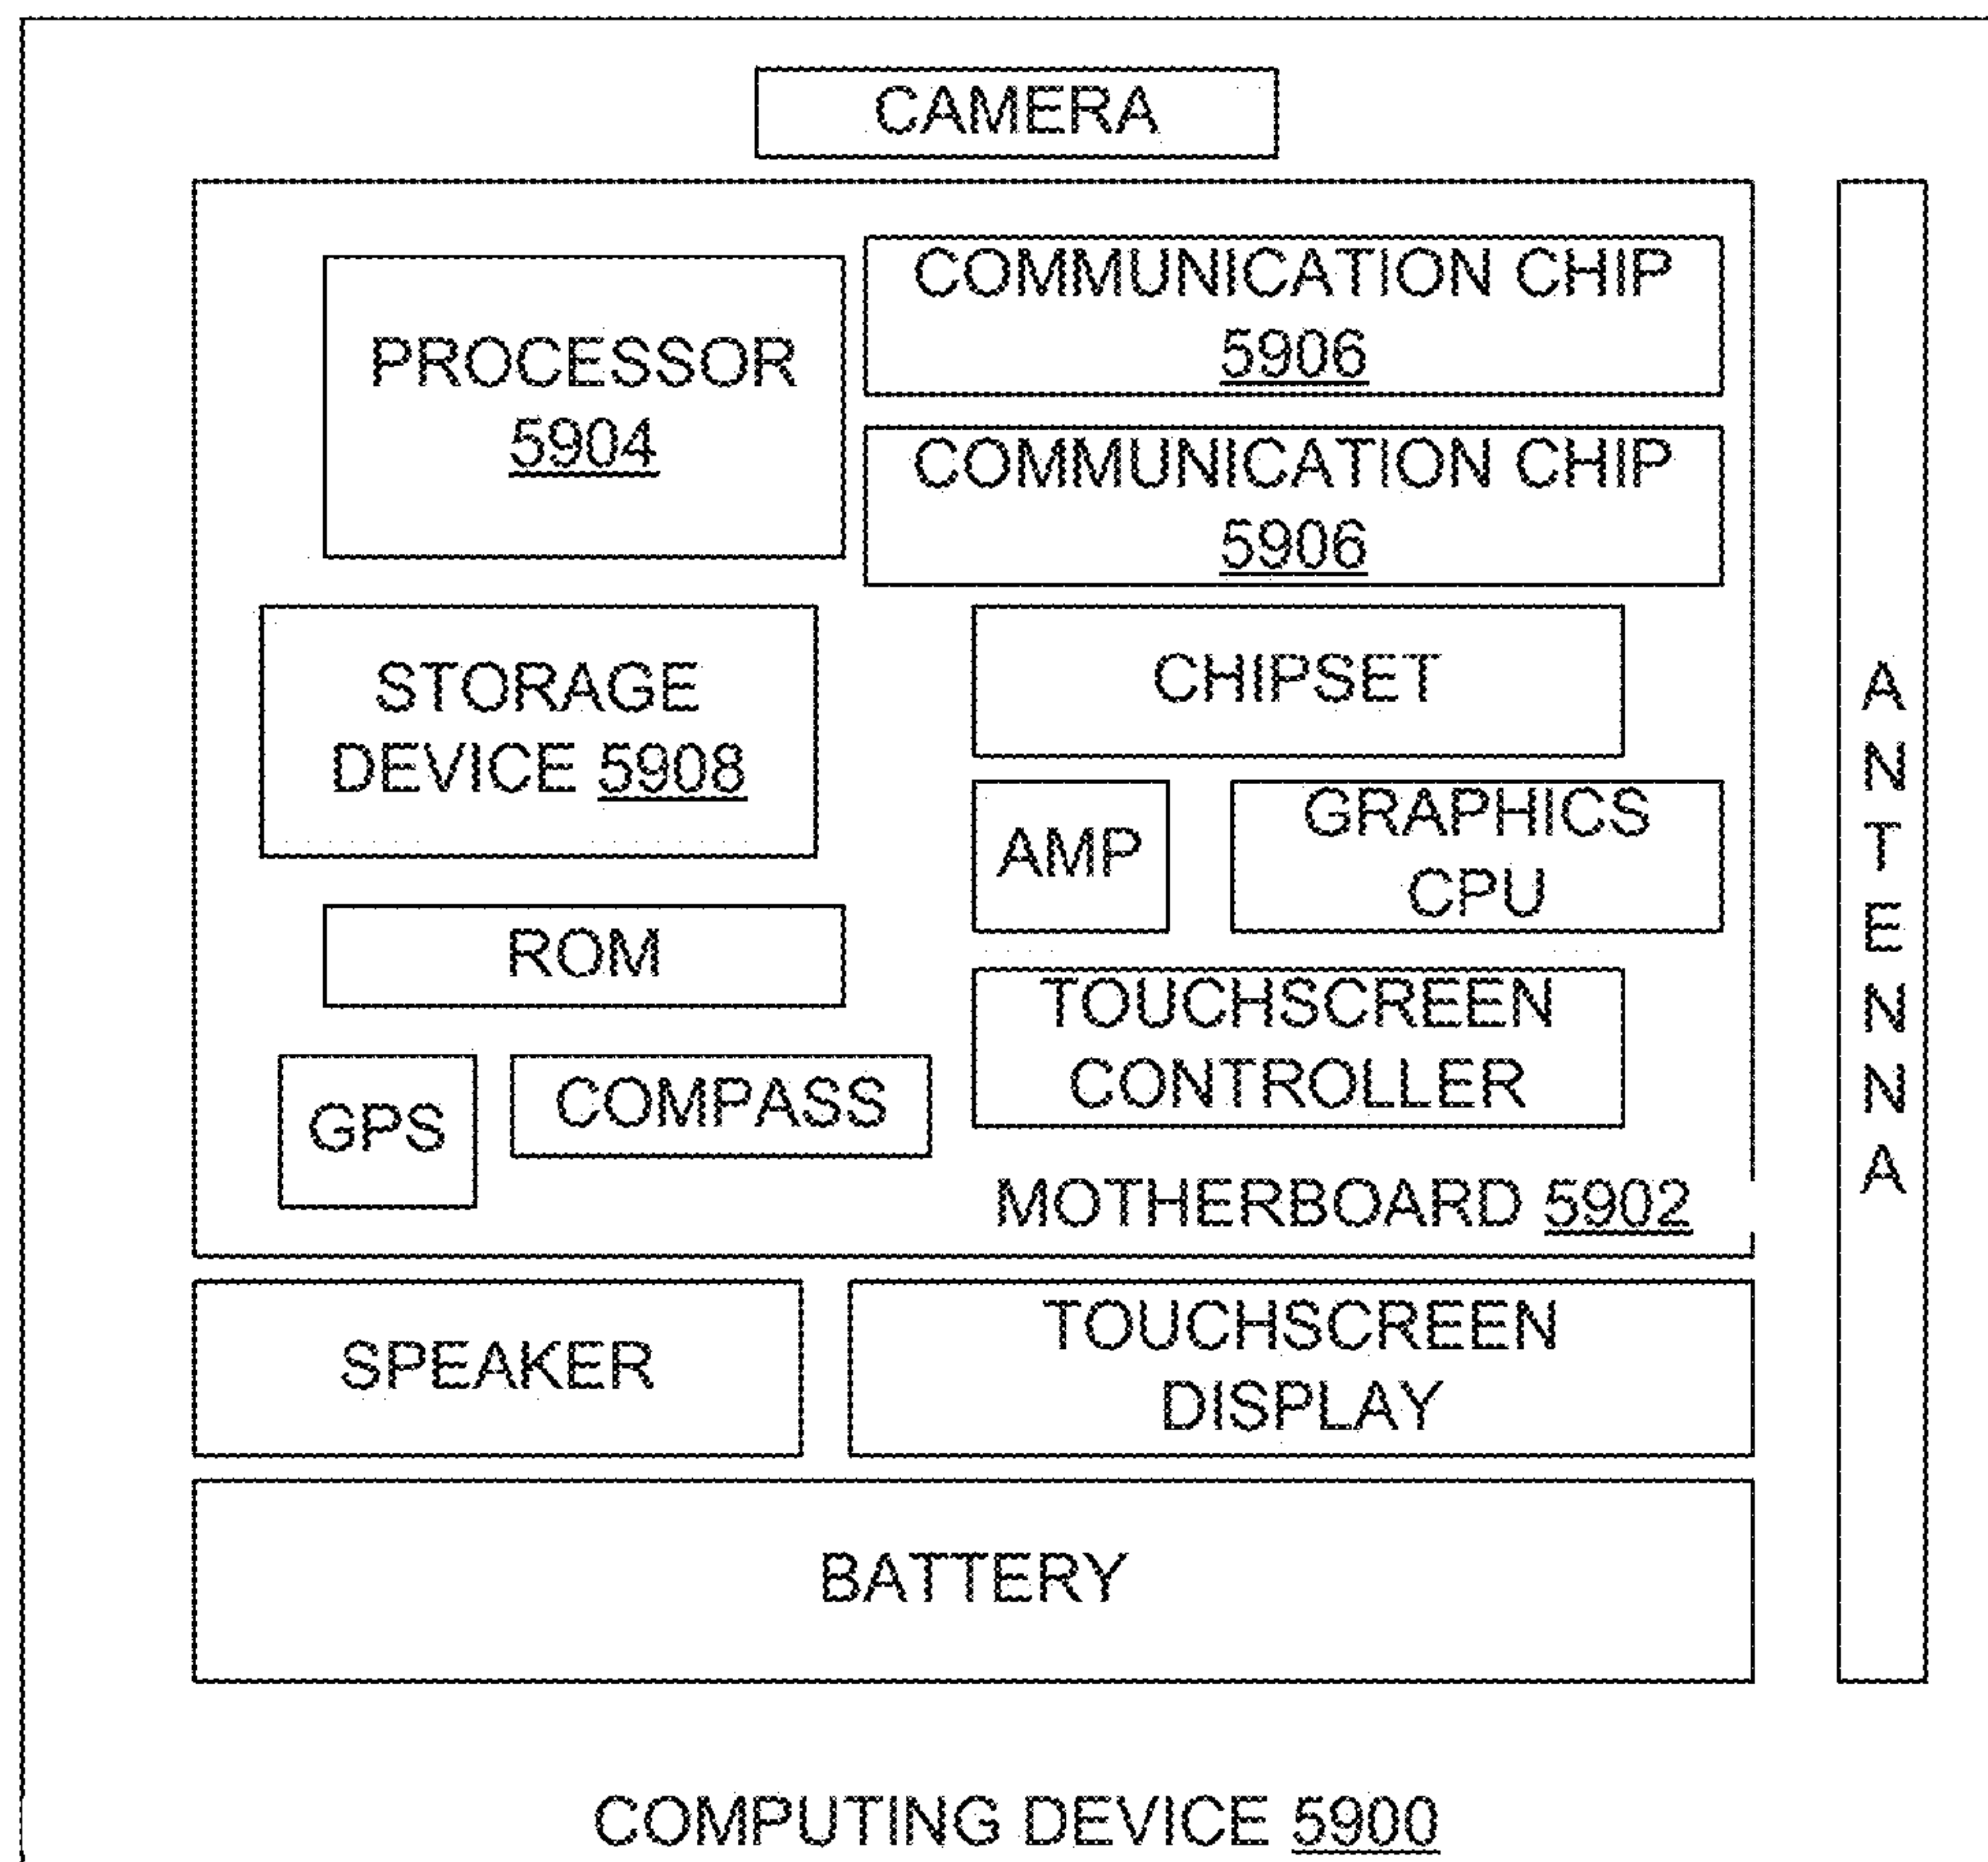 CAMERA
PROCESSOR
5904
COMMUNICATION CHIP
5906
COMMUNICATION CHIP
5906
STORAGE
DEVICE 5908
CHIPSET
AMP
GRAPHICS
CPU
ROM
TOUCHSCREEN
CONTROLLER
GPS
COMPASS
MOTHERBOARD 5902
SPEAKER
TOUCHSCREEN
DISPLAY
BATTERY
ANTENNA
COMPUTING DEVICE 5900